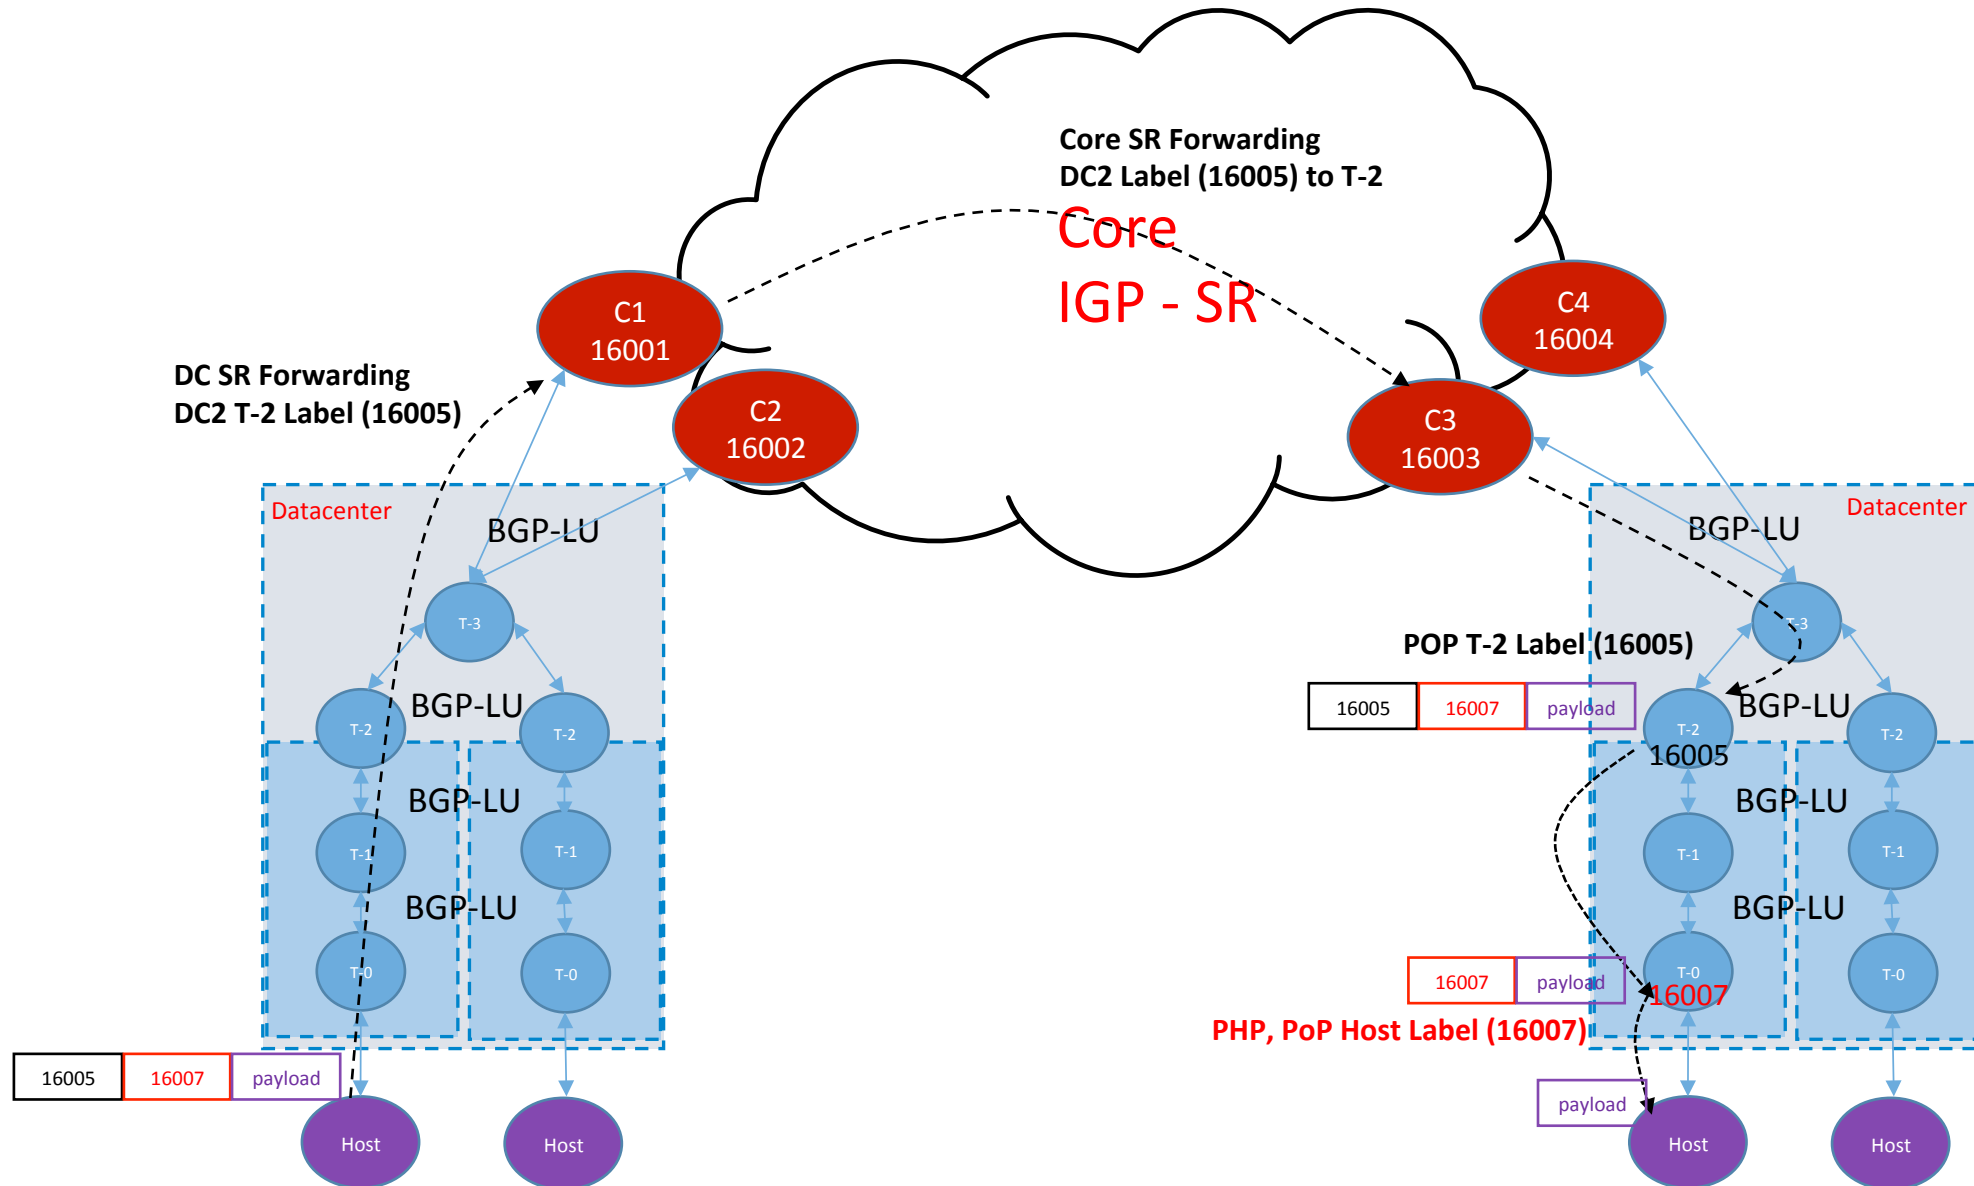 Core SR Forwarding
DC2 Label (16005) to T-2
Core
IGP - SR
C1
16001
C2
16002
C4
16004
C3
16003
DC SR Forwarding
DC2 T-2 Label (16005)
Datacenter
BGP-LU
T-3
BGP-LU
T-2
T-2
BGP-LU
T-1
T-1
BGP-LU
T-0
T-0
16005 16007 payload
Host
Host
Datacenter
BGP-LU
T-3
POP T-2 Label (16005)
16005 16007 payload
BGP-LU
T-2
16005
T-2
BGP-LU
T-1
T-1
BGP-LU
16007 payload
T-0
16007
T-0
PHP, PoP Host Label (16007)
payload
Host
Host